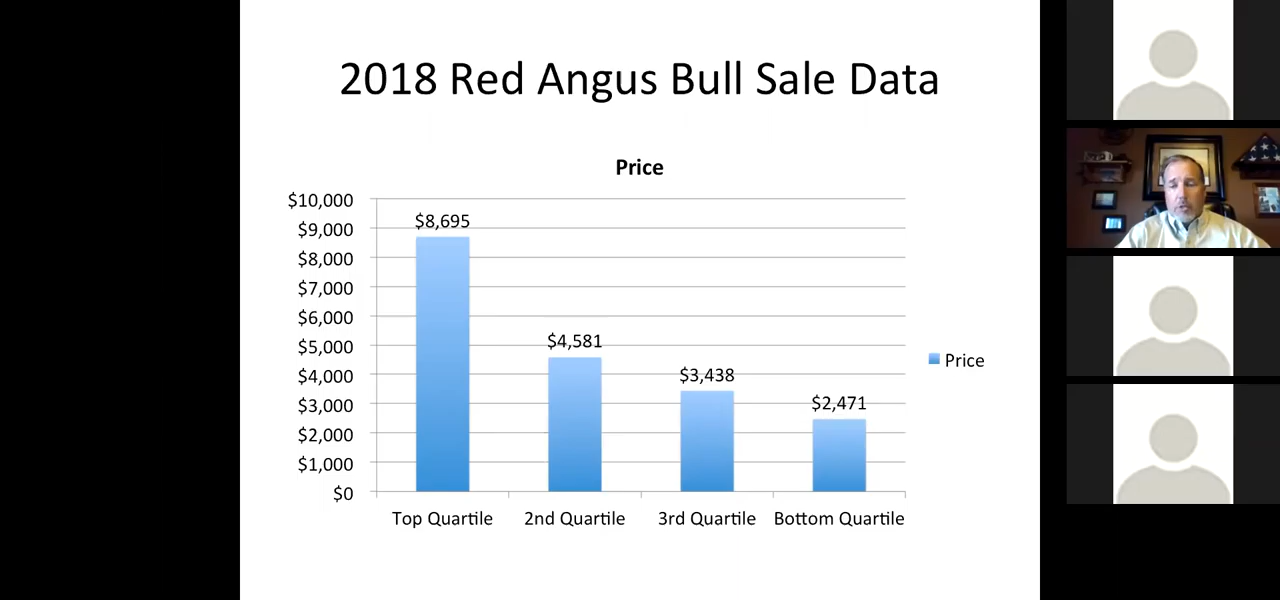 2018 Red Angus Bull Sale Data
Price
$10,000
$9,000
$8,000
$7,000
$6,000
$5,000
$4,000
$3,000
$2,000
$1,000
$0
$8,695
$4,581
$3,438
$2,471
Top Quartile
2nd Quartile
3rd Quartile
Bottom Quartile
Price